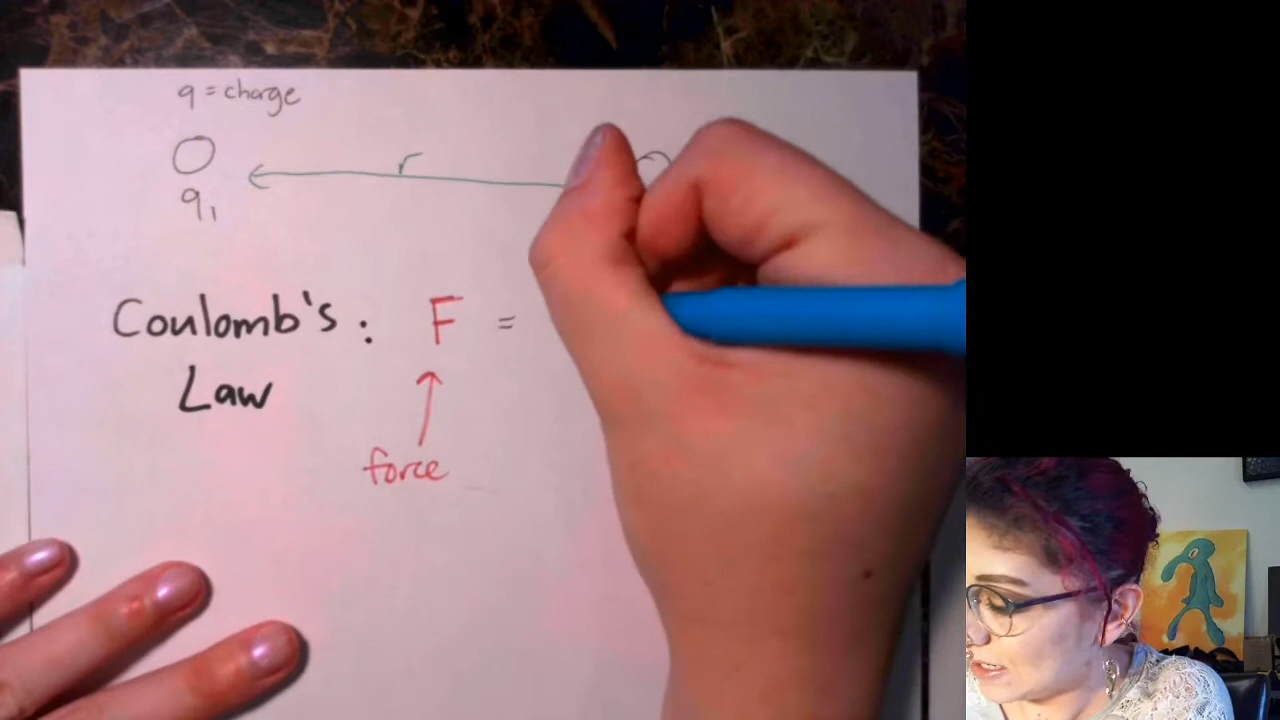 q = charge
r
q₁
Coulomb's : F =
Law
force